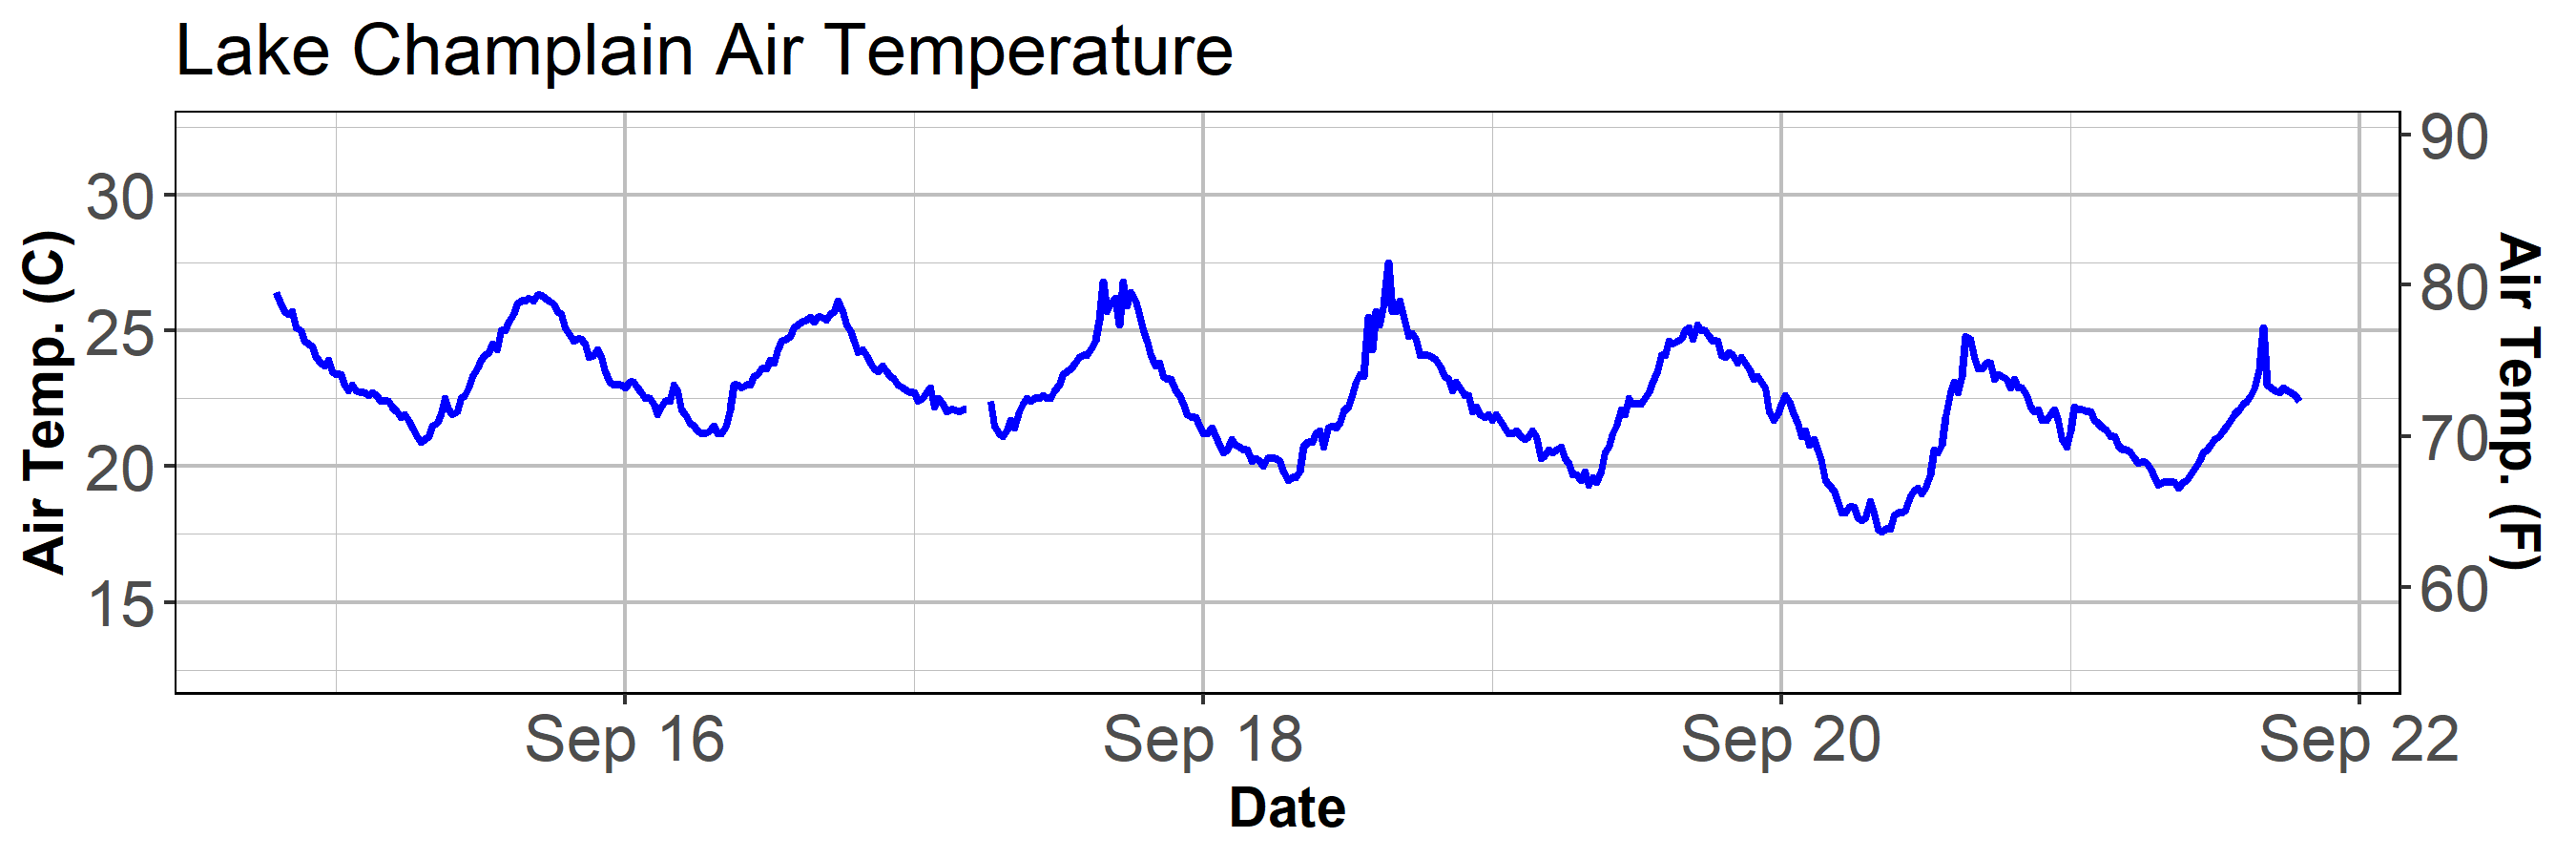 Lake Champlain Air Temperature
Air Temp. (C)
30
25
20
15
90
80
70
60
Air Temp. (F)
Sep 16
Sep 18
Sep 20
Sep 22
Date